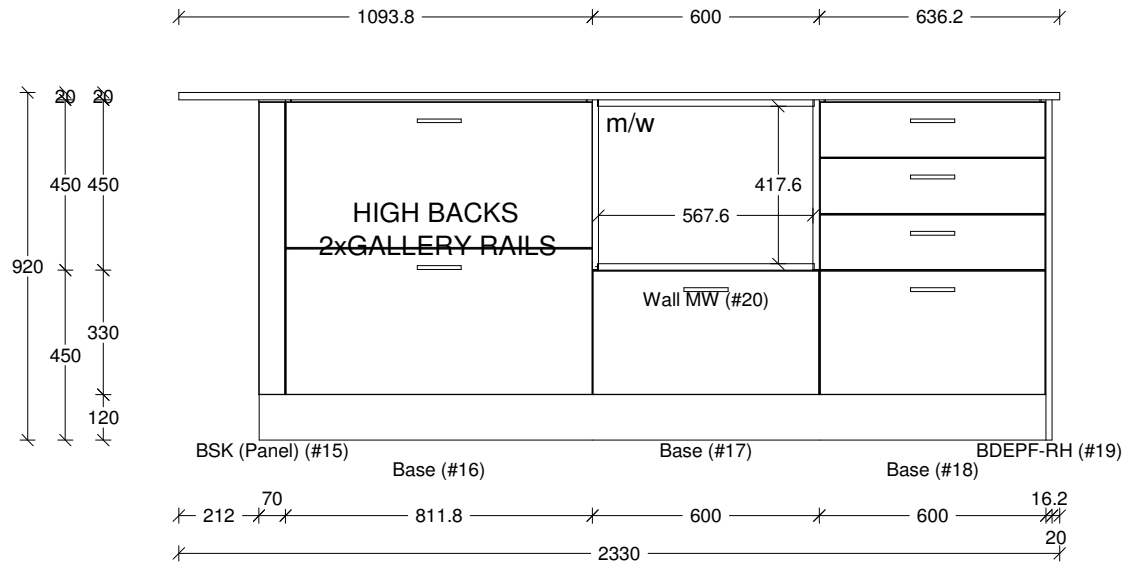 1093.8 600 636.2
20 20
m/w
450 450 417.6
HIGH BACKS 567.6
2xGALLERY RAILS
920
Wall MW (#20)
330
450
120
BSK (Panel) (#15) Base (#17) BDEPF-RH (#19)
Base (#16) Base (#18)
70 16.2
212 811.8 600 600
20
2330